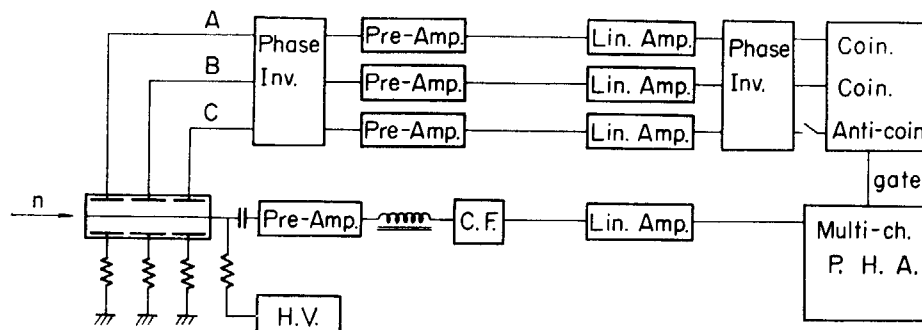 A
B
C
Phase
Inv.
Pre-Amp.
Pre-Amp.
Pre-Amp.
Lin. Amp.
Lin. Amp.
Lin. Amp.
Phase
Inv.
Coin.
Coin.
Anti-coin
gate
n
Pre-Amp.
C.F.
Lin. Amp.
Multi-ch.
P. H. A.
H.V.